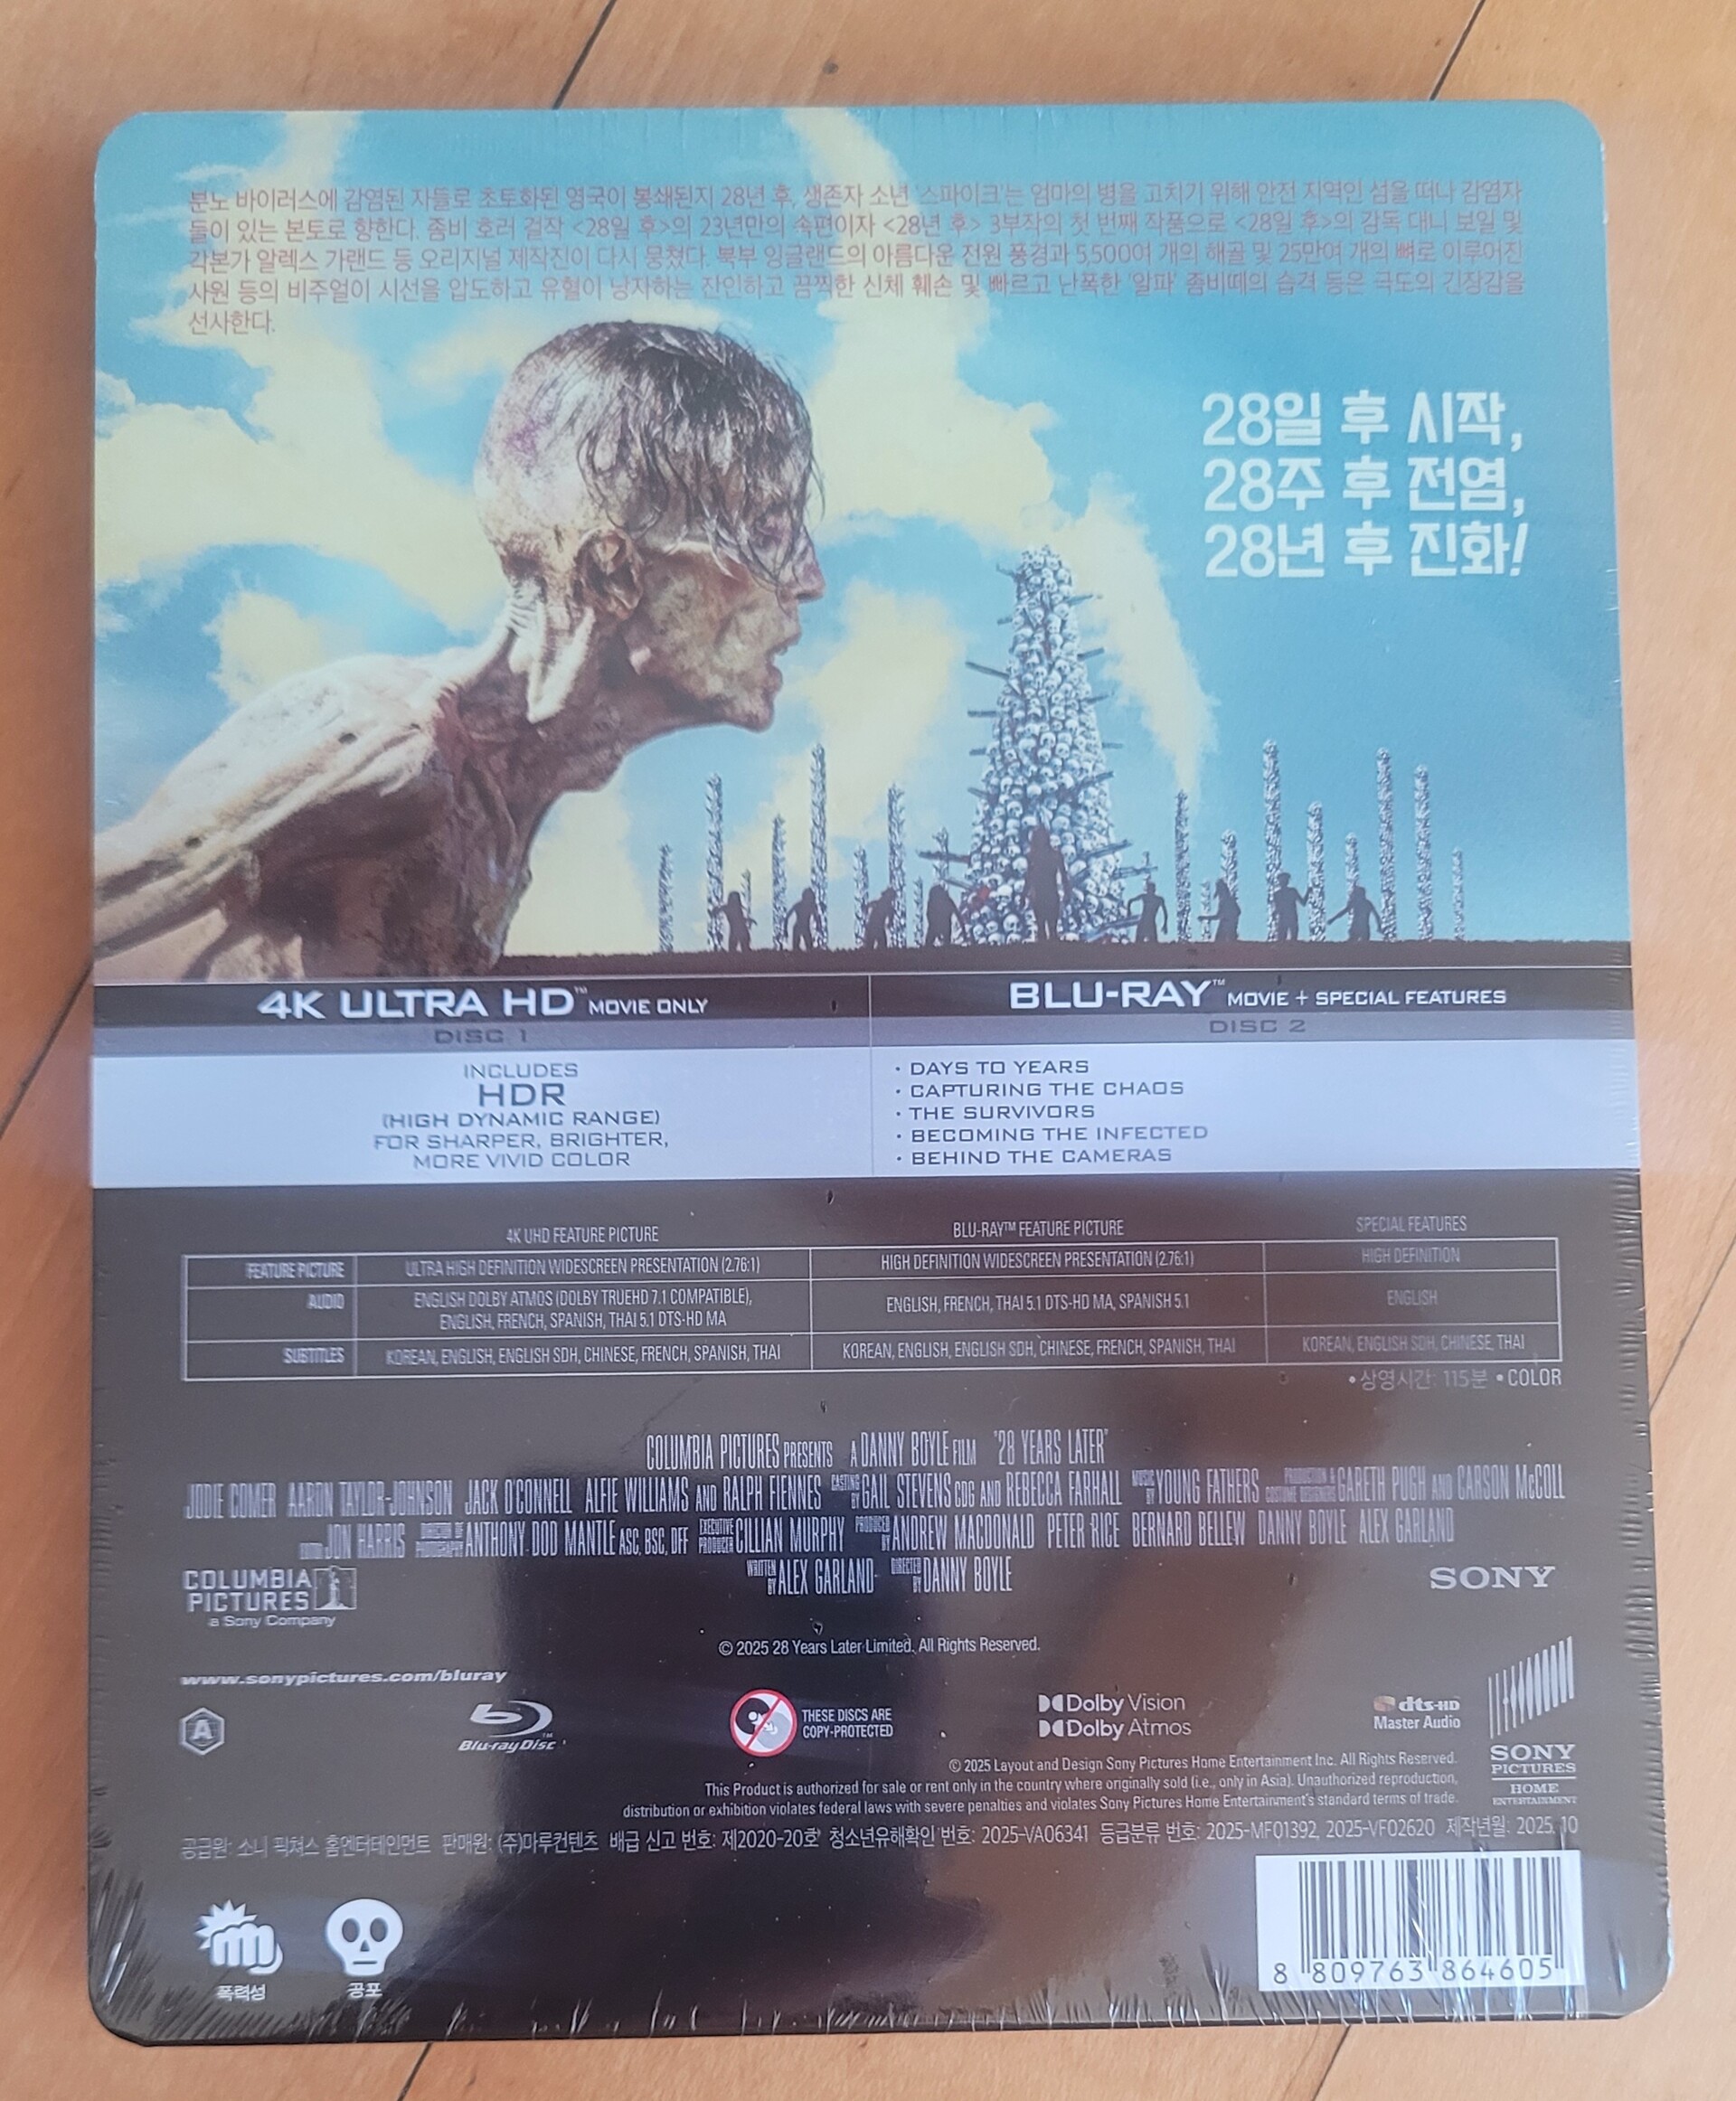 분노 바이러스에 감염된 자들로 초토화된 영국이 봉쇄된지 28년 후, 생존자 소년 '스파이크'는 엄마의 병을 고치기 위해 안전 지역인 섬을 떠나 감염자
들이 있는 본토로 향한다. 좀비 호러 걸작 <28일 후>의 23년만의 속편이자 <28년 후> 3부작의 첫 번째 작품으로 <28일 후>의 감독 대니 보일 및
각본가 알렉스 가랜드 등 오리지널 제작진이 다시 뭉쳤다. 북부 잉글랜드의 아름다운 전원 풍경과 5,500여 개의 해골 및 25만여 개의 뼈로 이루어진
사원 등의 비주얼이 시선을 압도하고 유혈이 낭자하는 잔인하고 끔찍한 신체 훼손 및 빠르고 난폭한 '알파' 좀비떼의 습격 등은 극도의 긴장감을
선사한다.
28일 후 시작,
28주 후 전염,
28년 후 진화!
4K ULTRA HD™ MOVIE ONLY
DISC 1
BLU-RAY™ MOVIE + SPECIAL FEATURES
DISC 2
INCLUDES
HDR
(HIGH DYNAMIC RANGE)
FOR SHARPER, BRIGHTER,
MORE VIVID COLOR
• DAYS TO YEARS
• CAPTURING THE CHAOS
• THE SURVIVORS
• BECOMING THE INFECTED
• BEHIND THE CAMERAS
4K UHD FEATURE PICTURE BLU-RAY™ FEATURE PICTURE SPECIAL FEATURES
FEATURE PICTURE ULTRA HIGH DEFINITION WIDESCREEN PRESENTATION (2.76:1) HIGH DEFINITION WIDESCREEN PRESENTATION (2.76:1) HIGH DEFINITION
AUDIO ENGLISH DOLBY ATMOS (DOLBY TRUEHD 7.1 COMPATIBLE),
ENGLISH, FRENCH, SPANISH, THAI 5.1 DTS-HD MA
ENGLISH, FRENCH, THAI 5.1 DTS-HD MA, SPANISH 5.1 ENGLISH
SUBTITLES KOREAN, ENGLISH, ENGLISH SDH, CHINESE, FRENCH, SPANISH, THAI KOREAN, ENGLISH, ENGLISH SDH, CHINESE, FRENCH, SPANISH, THAI KOREAN, ENGLISH SDH, CHINESE, THAI
• 상영시간: 115분 • COLOR
COLUMBIA PICTURES PRESENTS A DANNY BOYLE FILM '28 YEARS LATER'
JODIE COMER AARON TAYLOR-JOHNSON JACK O'CONNELL ALFIE WILLIAMS AND RALPH FIENNES CASTING BY GAIL STEVENS CDG AND REBECCA FARHALL MUSIC BY YOUNG FATHERS PRODUCTION & COSTUME DESIGNERS GARETH PUGH AND CARSON McCOLL
EDITOR JON HARRIS DIRECTOR OF PHOTOGRAPHY ANTHONY DOD MANTLE ASC, BSC, DFF EXECUTIVE PRODUCER CILLIAN MURPHY PRODUCED BY ANDREW MACDONALD PETER RICE BERNARD BELLEW DANNY BOYLE ALEX GARLAND
WRITTEN BY ALEX GARLAND DIRECTED BY DANNY BOYLE
COLUMBIA
PICTURES
a Sony Company
SONY
© 2025 28 Years Later Limited. All Rights Reserved.
www.sonypictures.com/bluray
A
Blu-ray Disc™
THESE DISCS ARE
COPY-PROTECTED
Dolby Vision
Dolby Atmos
dts-HD
Master Audio
SONY
PICTURES
HOME
ENTERTAINMENT
© 2025 Layout and Design Sony Pictures Home Entertainment Inc. All Rights Reserved.
This Product is authorized for sale or rent only in the country where originally sold (i.e., only in Asia). Unauthorized reproduction,
distribution or exhibition violates federal laws with severe penalties and violates Sony Pictures Home Entertainment's standard terms of trade.
공급원: 소니 픽쳐스 홈엔터테인먼트 판매원: (주)마루컨텐츠 배급 신고 번호: 제2020-20호 청소년유해확인 번호: 2025-VA06341 등급분류 번호: 2025-MF01392, 2025-VF02620 제작년월: 2025. 10
폭력성
공포
8 809763 864605